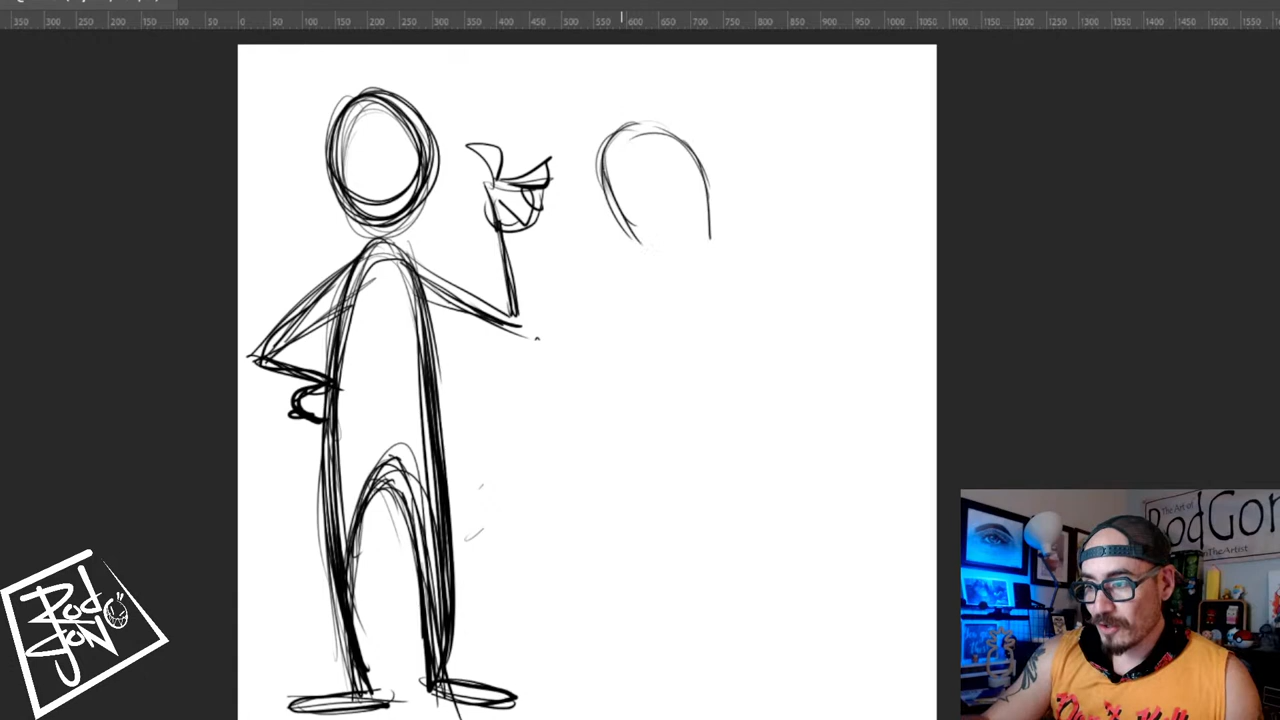 350 300 250 200 150 100 50 0 50 100 150 200 250 300 350 400 450 500 550 600 650 700 750 800 850 900 950 1000 1050 1100 1150 1200 1250 1300 1350 1400 1450 1500 1550
The Art of
RodGon
nTheArtist
Rod
JoN